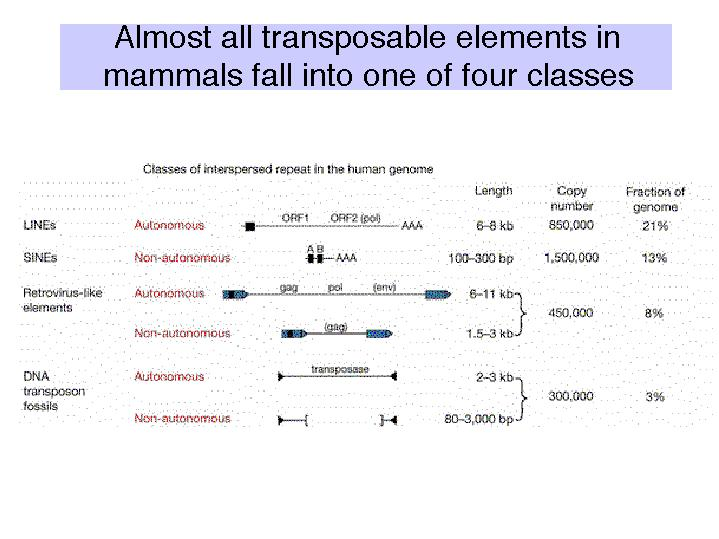 Almost all transposable elements in
mammals fall into one of four classes
Classes of interspersed repeat in the human genome
Length Copy number Fraction of genome
LINEs Autonomous ORF1 ORF2 (pol) AAA 6–8 kb 850,000 21%
SINEs Non-autonomous A B AAA 100–300 bp 1,500,000 13%
Retrovirus-like elements Autonomous gag pol (env) 6–11 kb 450,000 8%
Non-autonomous (gag) 1.5–3 kb
DNA transposon fossils Autonomous transposase 2–3 kb 300,000 3%
Non-autonomous 80–3,000 bp